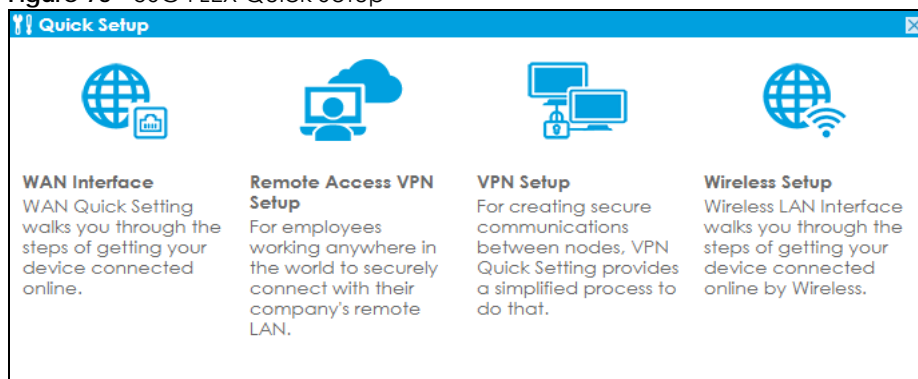 Quick Setup
WAN Interface
WAN Quick Setting
walks you through the
steps of getting your
device connected
online.
Remote Access VPN
Setup
For employees
working anywhere in
the world to securely
connect with their
company's remote
LAN.
VPN Setup
For creating secure
communications
between nodes, VPN
Quick Setting provides
a simplified process to
do that.
Wireless Setup
Wireless LAN Interface
walks you through the
steps of getting your
device connected
online by Wireless.